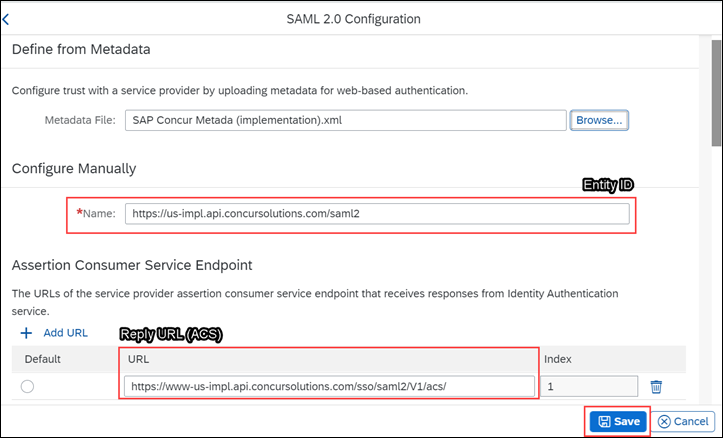 SAML 2.0 Configuration
Define from Metadata
Configure trust with a service provider by uploading metadata for web-based authentication.
Metadata File: SAP Concur Metada (implementation).xml Browse...
Configure Manually
Entity ID
*Name: https://us-impl.api.concursolutions.com/saml2
Assertion Consumer Service Endpoint
The URLs of the service provider assertion consumer service endpoint that receives responses from Identity Authentication
service.
+ Add URL
Reply URL (ACS)
Default URL Index
https://www-us-impl.api.concursolutions.com/sso/saml2/V1/acs/ 1
Save Cancel